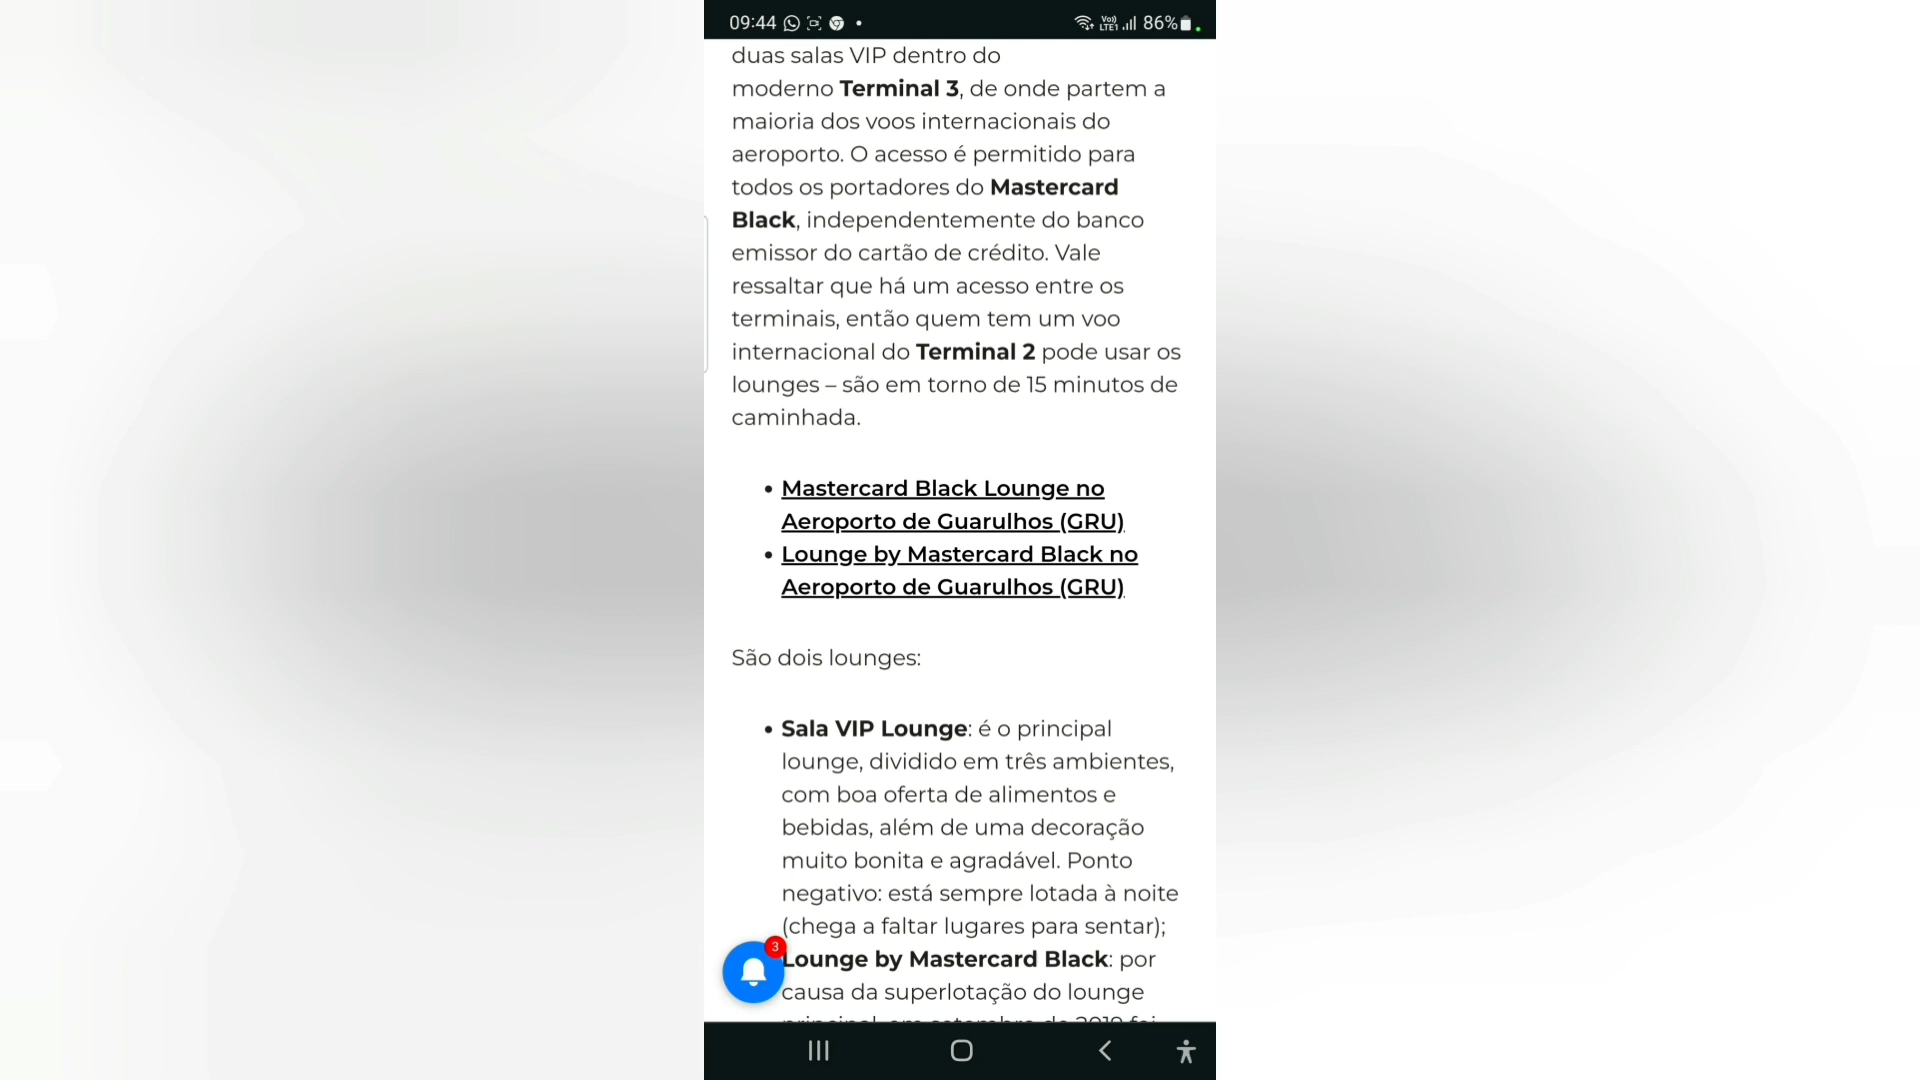 09:44 86%
duas salas VIP dentro do
moderno Terminal 3, de onde partem a
maioria dos voos internacionais do
aeroporto. O acesso é permitido para
todos os portadores do Mastercard
Black, independentemente do banco
emissor do cartão de crédito. Vale
ressaltar que há um acesso entre os
terminais, então quem tem um voo
internacional do Terminal 2 pode usar os
lounges – são em torno de 15 minutos de
caminhada.
• Mastercard Black Lounge no
Aeroporto de Guarulhos (GRU)
• Lounge by Mastercard Black no
Aeroporto de Guarulhos (GRU)
São dois lounges:
• Sala VIP Lounge: é o principal
lounge, dividido em três ambientes,
com boa oferta de alimentos e
bebidas, além de uma decoração
muito bonita e agradável. Ponto
negativo: está sempre lotada à noite
(chega a faltar lugares para sentar);
3
Lounge by Mastercard Black: por
causa da superlotação do lounge